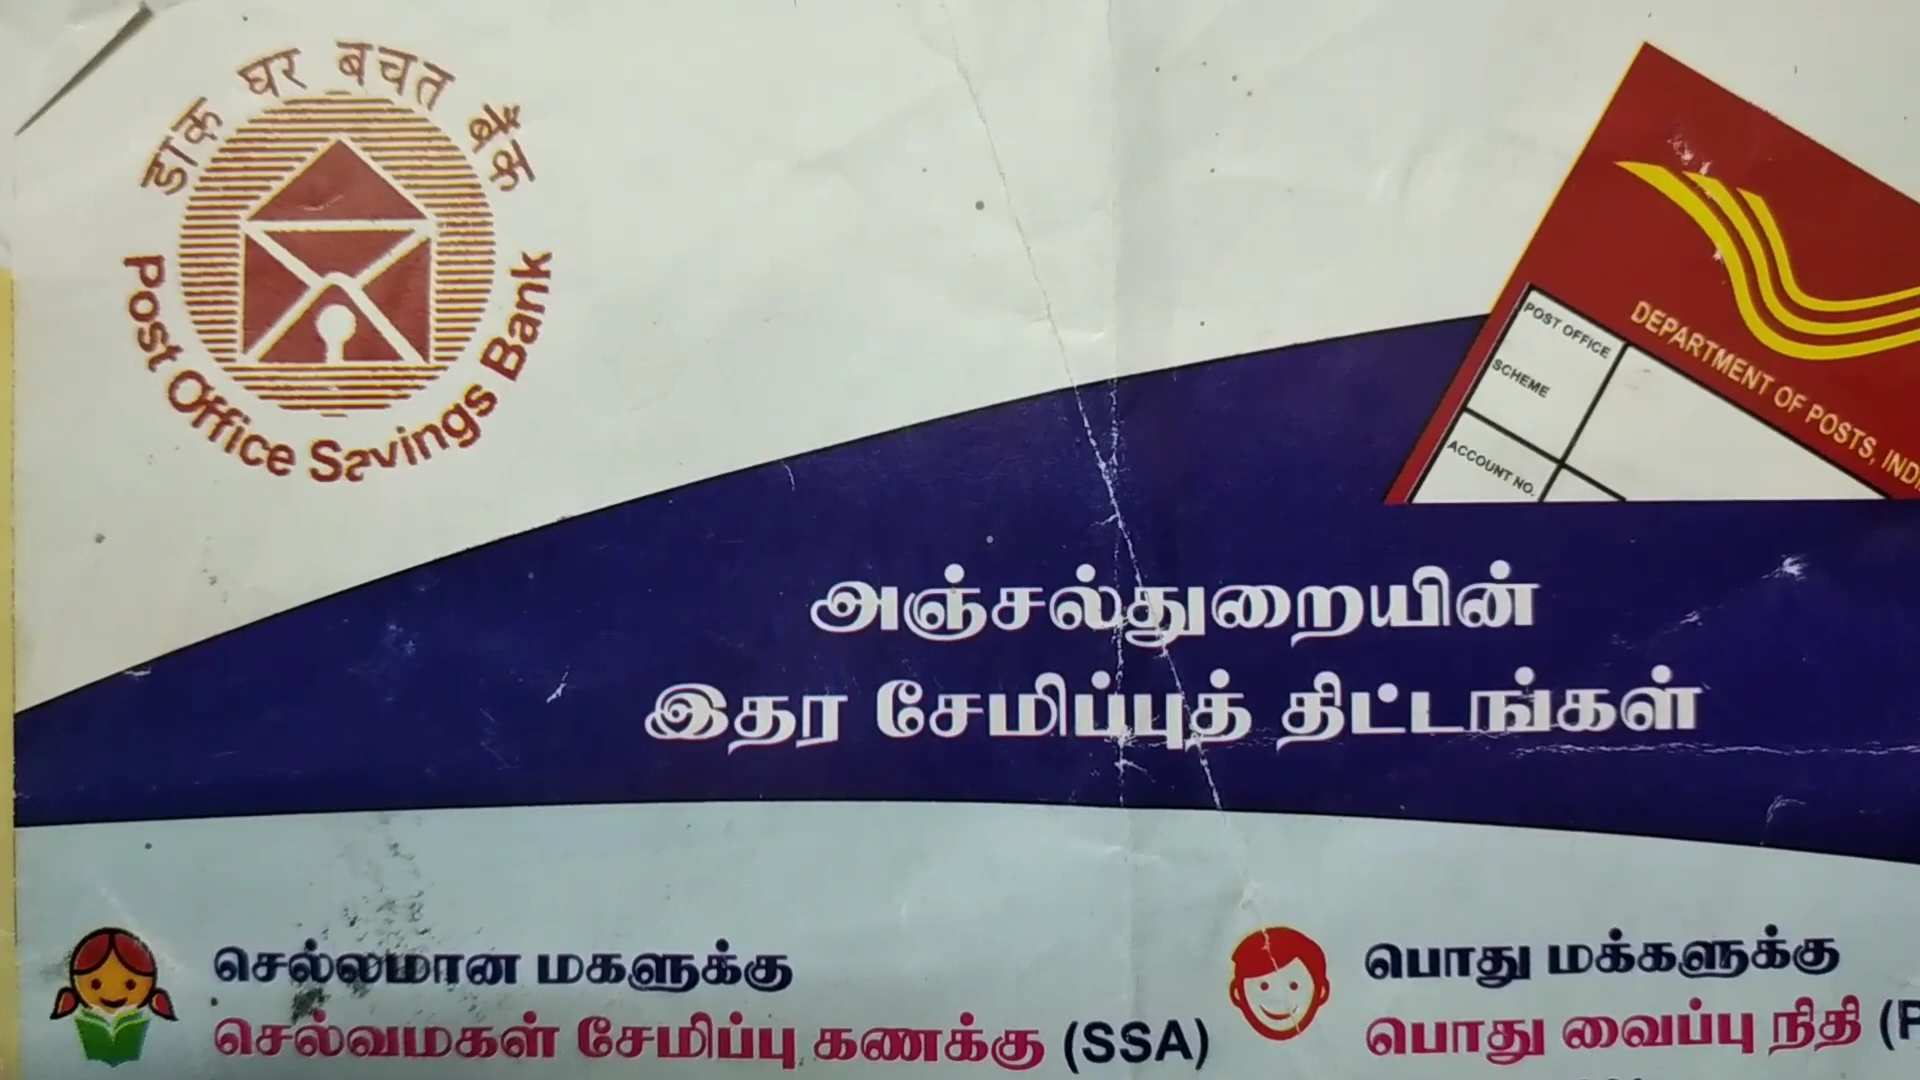 डाक घर बचत बैंक
Post Office Savings Bank
DEPARTMENT OF POSTS,
POST OFFICE
SCHEME
ACCOUNT NO.
அஞ்சல்துறையின்
இதர சேமிப்புத் திட்டங்கள்
செல்லமான மகளுக்கு
செல்வமகள் சேமிப்பு கணக்கு (SSA)
பொது மக்களுக்கு
பொது வைப்பு நிதி